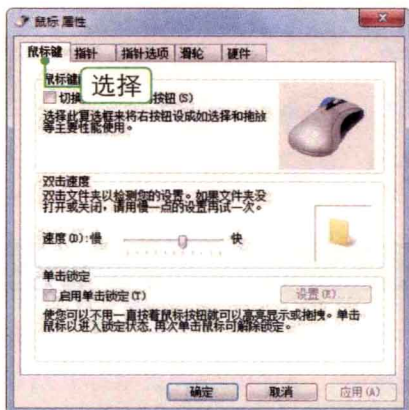 鼠标 属性
鼠标键 指针 指针选项 滑轮 硬件
选择
鼠标键
切换 按钮(S)
选择此复选框来将右按钮设成如选择和拖放
等主要性能使用。
双击速度
双击文件夹以检测您的设置。如果文件夹没
打开或关闭，请用慢一点的设置再试一次。
速度(D):慢 快
单击锁定
启用单击锁定(T) 设置(E)...
使您可以不用一直按着鼠标按钮就可以高亮显示或拖拽。单击
鼠标以进入锁定状态，再次单击鼠标可解除锁定。
确定 取消 应用(A)